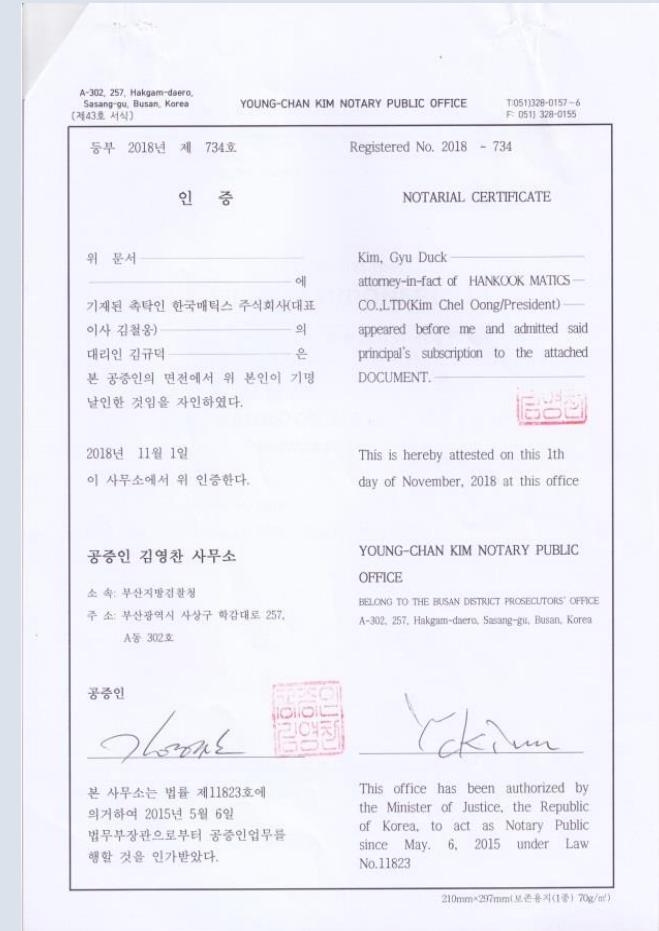 A-302, 257, Hakgam-daero,
Sasang-gu, Busan, Korea
(제43호 서식)
YOUNG-CHAN KIM NOTARY PUBLIC OFFICE
T:051)328-0157~6
F: 051) 328-0155
등부 2018년 제 734호
인 증
위 문서
에
기재된 촉탁인 한국매틱스 주식회사(대표
이사 김철웅) 의
대리인 김규덕 은
본 공증인의 면전에서 위 본인이 기명
날인한 것임을 자인하였다.
2018년 11월 1일
이 사무소에서 위 인증한다.
공증인 김영찬 사무소
소 속: 부산지방검찰청
주 소: 부산광역시 사상구 학감대로 257,
A동 302호
공증인
공증인
김영찬
본 사무소는 법률 제11823호에
의거하여 2015년 5월 6일
법무부장관으로부터 공증인업무를
행할 것을 인가받았다.
Registered No. 2018 - 734
NOTARIAL CERTIFICATE
Kim, Gyu Duck
attorney-in-fact of HANKOOK MATICS
CO.,LTD(Kim Chel Oong/President)
appeared before me and admitted said
principal's subscription to the attached
DOCUMENT.
김영찬
This is hereby attested on this 1th
day of November, 2018 at this office
YOUNG-CHAN KIM NOTARY PUBLIC
OFFICE
BELONG TO THE BUSAN DISTRICT PROSECUTORS' OFFICE
A-302, 257, Hakgam-daero, Sasang-gu, Busan, Korea
This office has been authorized by
the Minister of Justice, the Republic
of Korea, to act as Notary Public
since May. 6, 2015 under Law
No.11823
210mm×297mm(보존용지(1종) 70g/㎡)